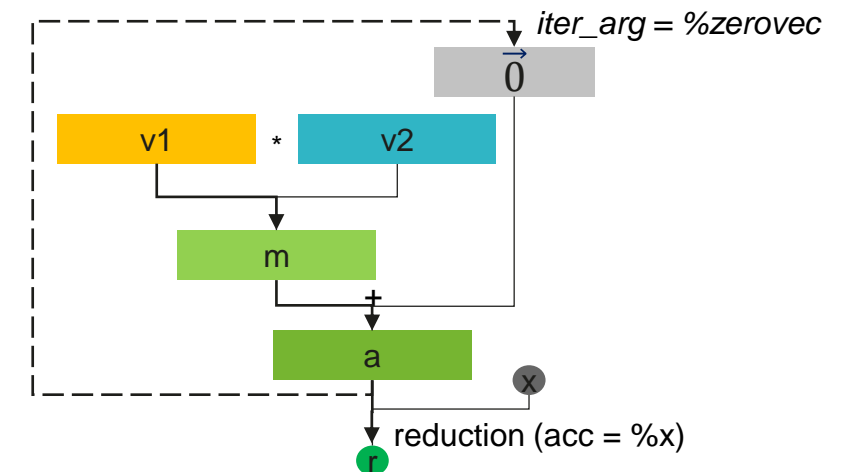 iter_arg = %zerovec
0
v1 * v2
m
+
a
x
reduction (acc = %x)
r